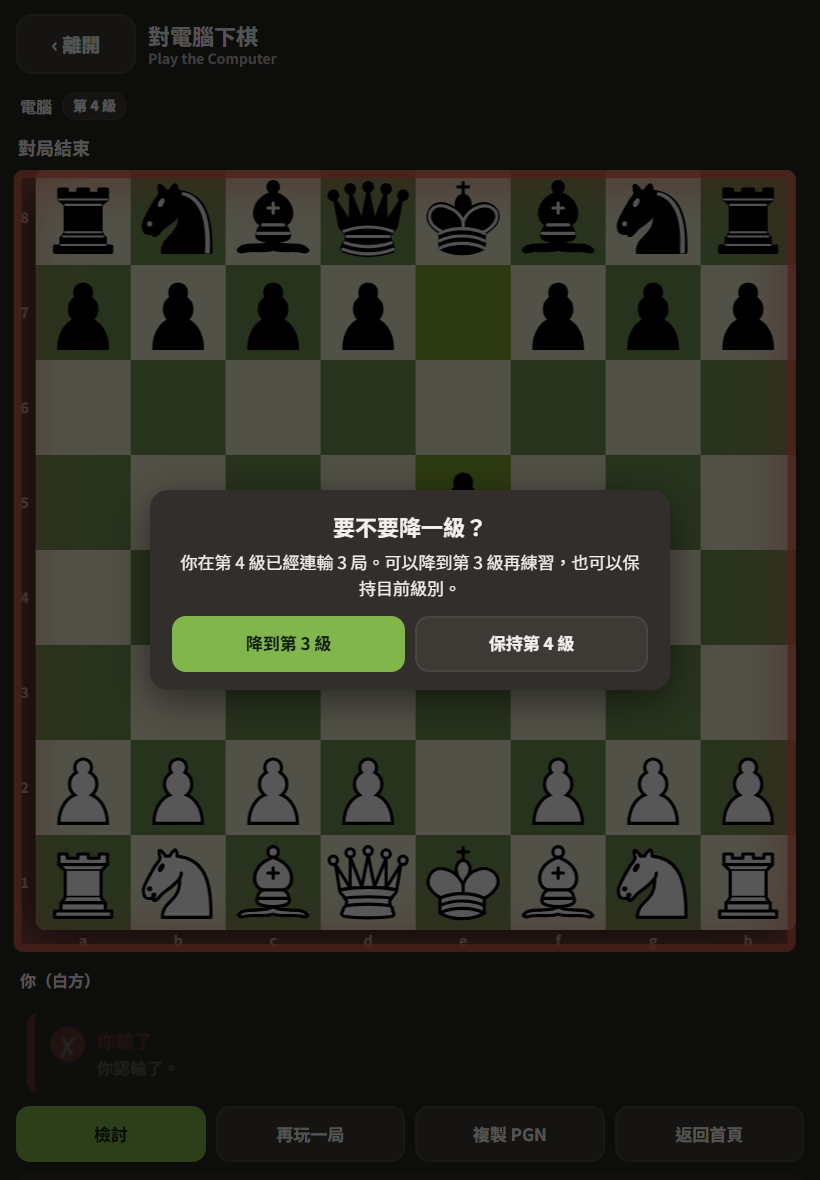 ‹ 離開
對電腦下棋
Play the Computer
電腦 第 4 級
對局結束
8
7
6
5
要不要降一級？
你在第 4 級已經連輸 3 局。可以降到第 3 級再練習，也可以保
持目前級別。
4
降到第 3 級 保持第 4 級
3
2
1
a b c d e f g h
你（白方）
X 你輸了
你認輸了。
檢討 再玩一局 複製 PGN 返回首頁